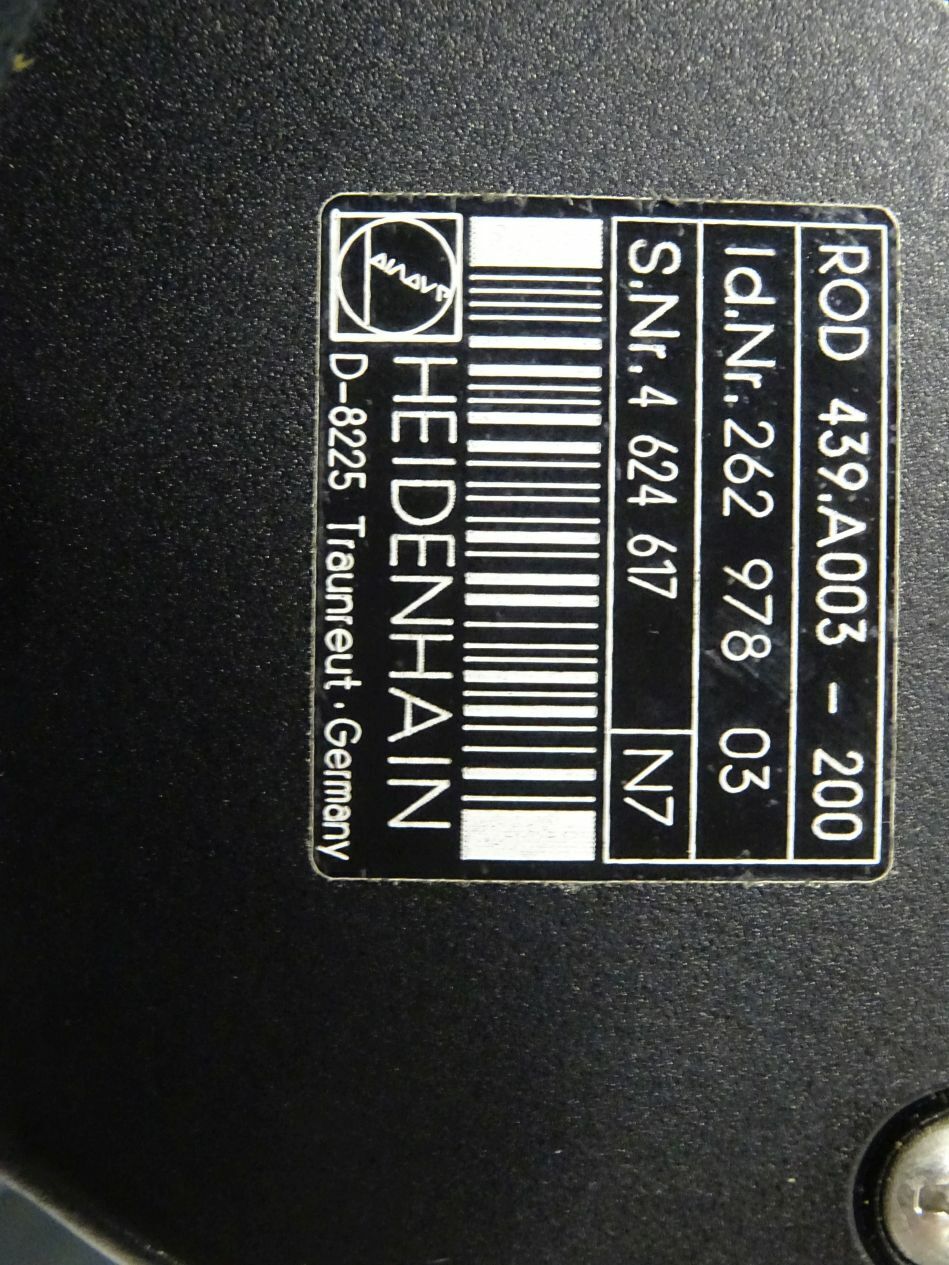 ROD 439.A003 - 200
Id.Nr. 262 978 03
S.Nr. 4 624 617 N7
HEIDENHAIN
D-8225 Traunreut · Germany